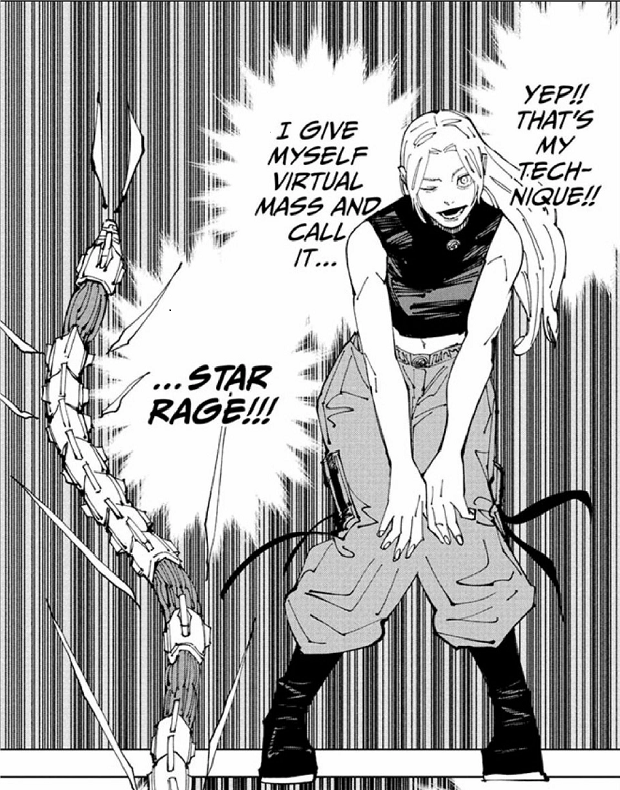 YEP!!
THAT'S
MY
TECH-
NIQUE!!
I GIVE
MYSELF
VIRTUAL
MASS AND
CALL
IT...
...STAR
RAGE!!!